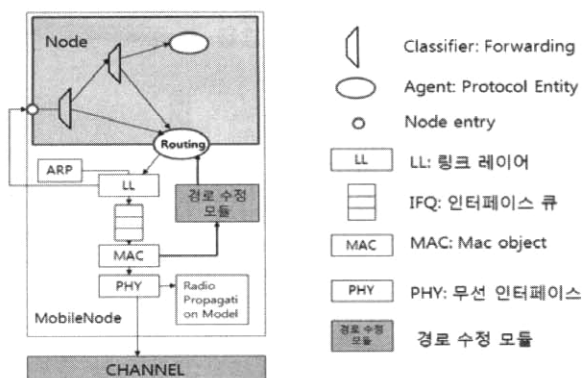 Node
Routing
ARP
LL
경로 수정
모듈
MAC
PHY
Radio
Propagati
on Model
MobileNode
CHANNEL
Classifier: Forwarding
Agent: Protocol Entity
Node entry
LL
LL: 링크 레이어
IFQ: 인터페이스 큐
MAC
MAC: Mac object
PHY
PHY: 무선 인터페이스
경로 수정
모듈
경로 수정 모듈